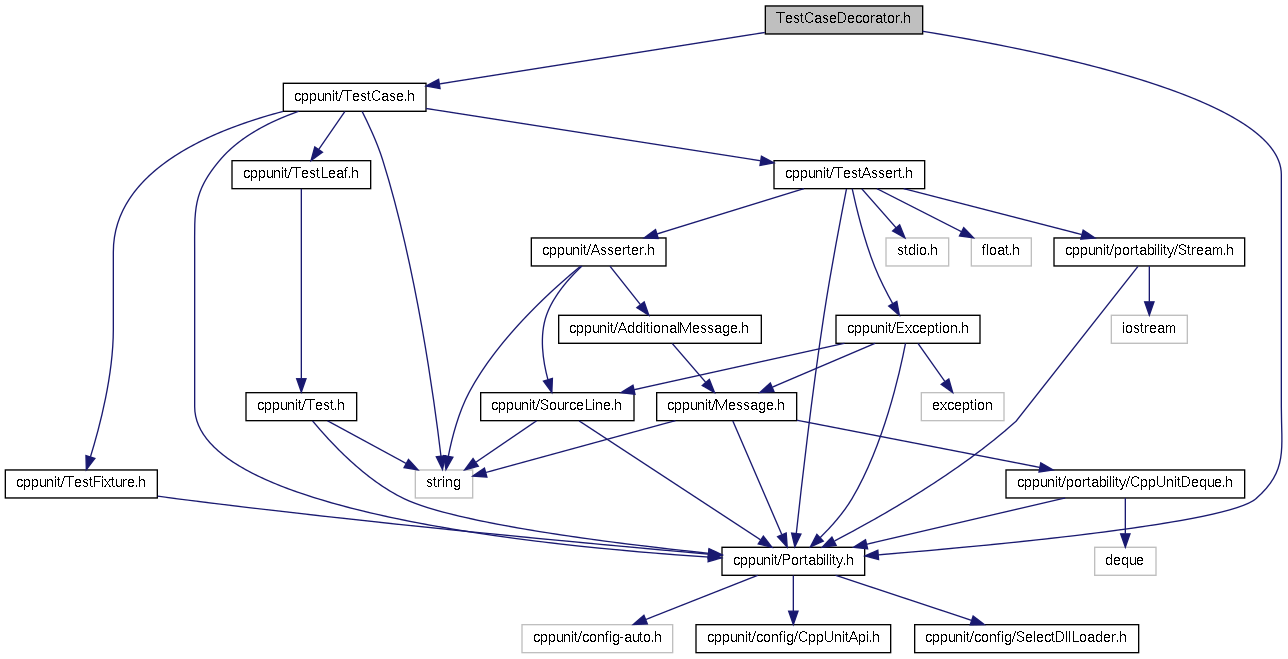 TestCaseDecorator.h
cppunit/TestCase.h
cppunit/TestLeaf.h
cppunit/TestAssert.h
cppunit/Asserter.h
stdio.h
float.h
cppunit/portability/Stream.h
cppunit/AdditionalMessage.h
cppunit/Exception.h
iostream
cppunit/Test.h
cppunit/SourceLine.h
cppunit/Message.h
exception
cppunit/TestFixture.h
string
cppunit/portability/CppUnitDeque.h
cppunit/Portability.h
deque
cppunit/config-auto.h
cppunit/config/CppUnitApi.h
cppunit/config/SelectDllLoader.h